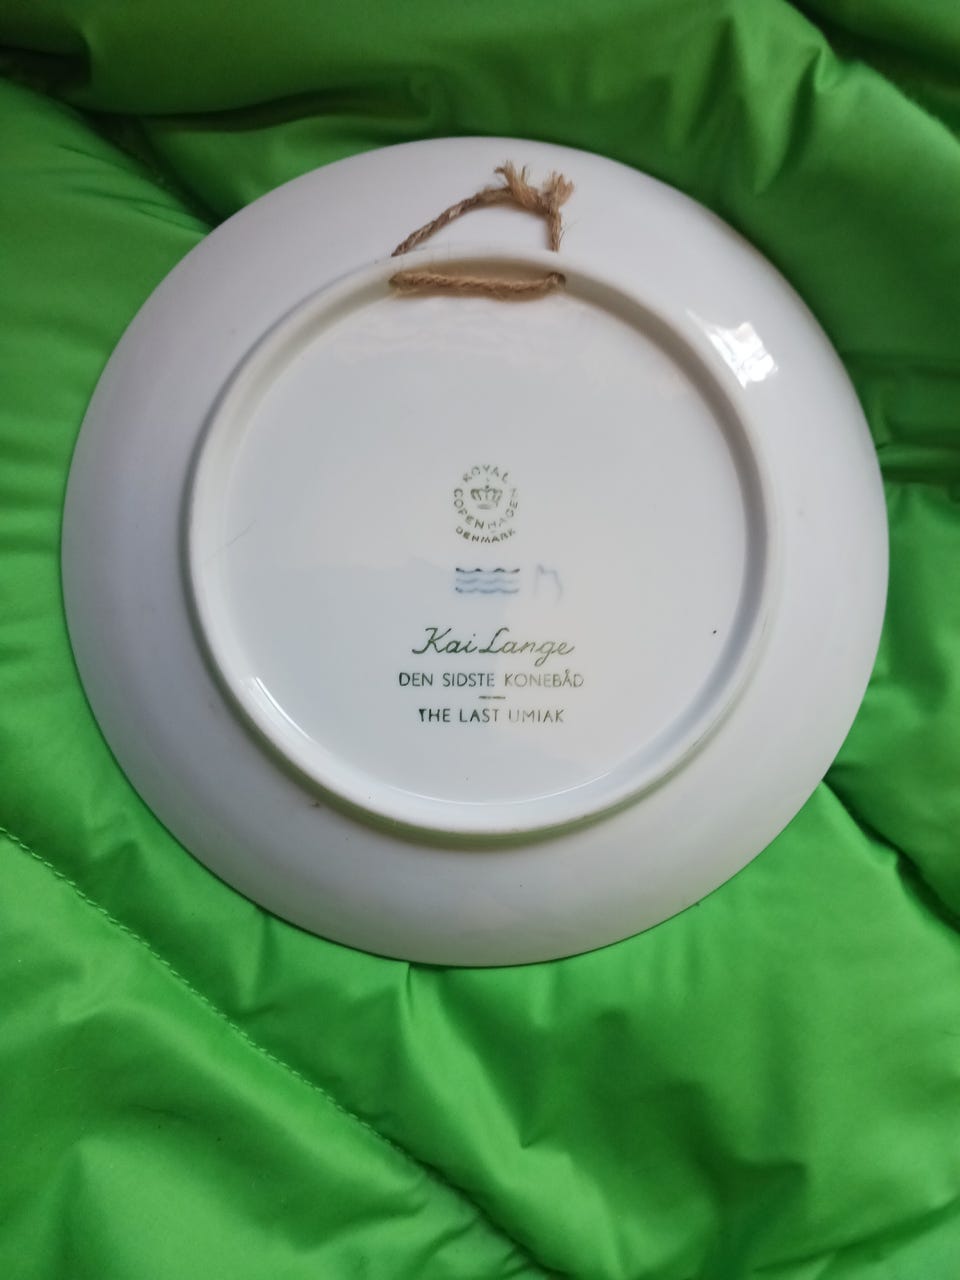 ROYAL
COPENHAGEN
DENMARK
Kai Lange
DEN SIDSTE KONEBÅD
THE LAST UMIAK